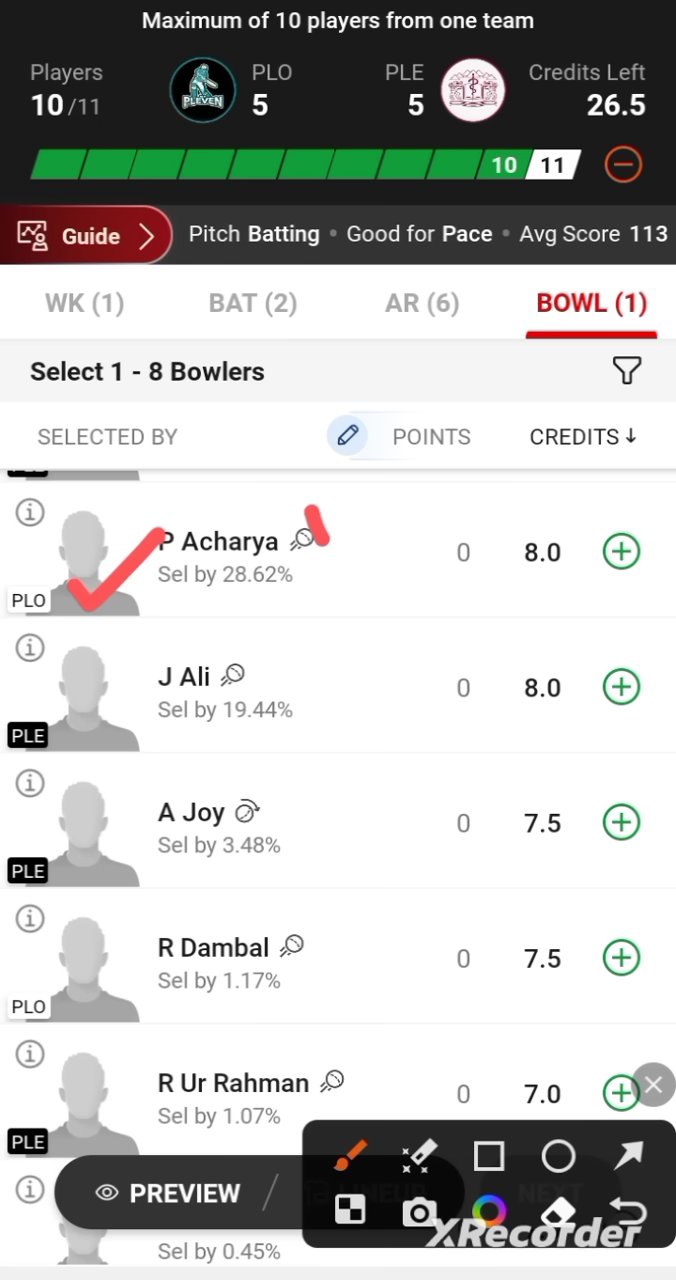 Maximum of 10 players from one team
Players
10 /11
PLEVEN
PLO
5
PLE
5
Credits Left
26.5
10 11
Guide
Pitch Batting • Good for Pace • Avg Score 113
WK (1) BAT (2) AR (6) BOWL (1)
Select 1 - 8 Bowlers
SELECTED BY POINTS CREDITS ↓
P Acharya
Sel by 28.62%
0 8.0
PLO
J Ali
Sel by 19.44%
0 8.0
PLE
A Joy
Sel by 3.48%
0 7.5
PLE
R Dambal
Sel by 1.17%
0 7.5
PLO
R Ur Rahman
Sel by 1.07%
0 7.0
PLE
PREVIEW
LINEUP
NEXT
Sel by 0.45%
XRecorder